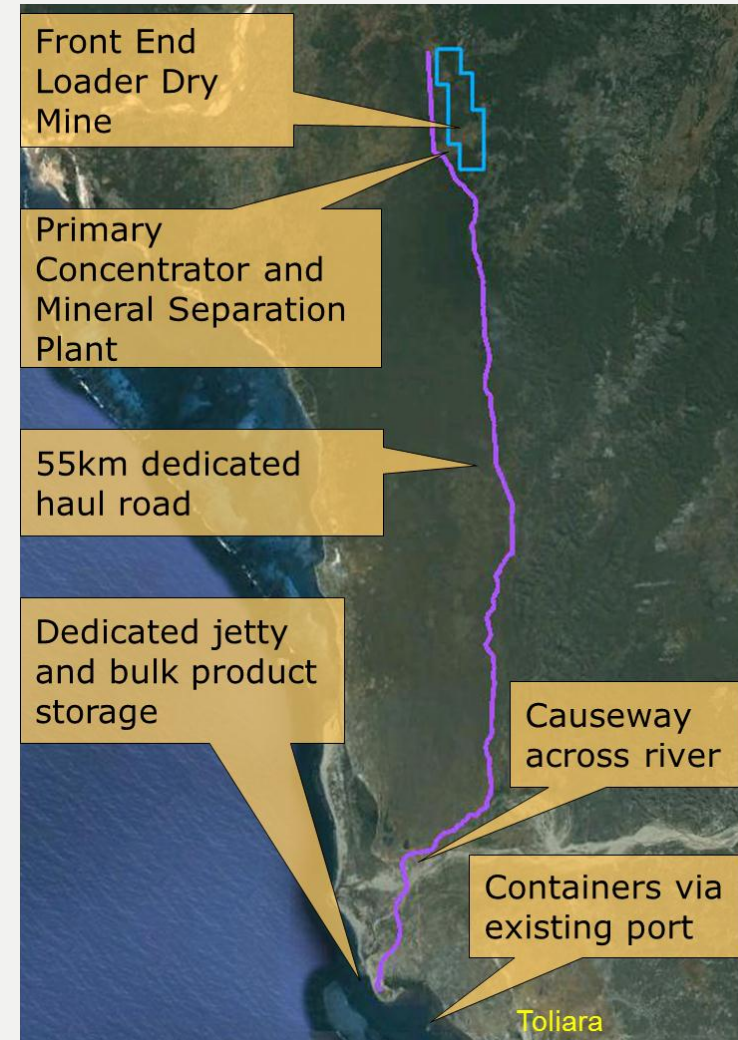 Front End
Loader Dry
Mine
Primary
Concentrator and
Mineral Separation
Plant
55km dedicated
haul road
Dedicated jetty
and bulk product
storage
Causeway
across river
Containers via
existing port
Toliara